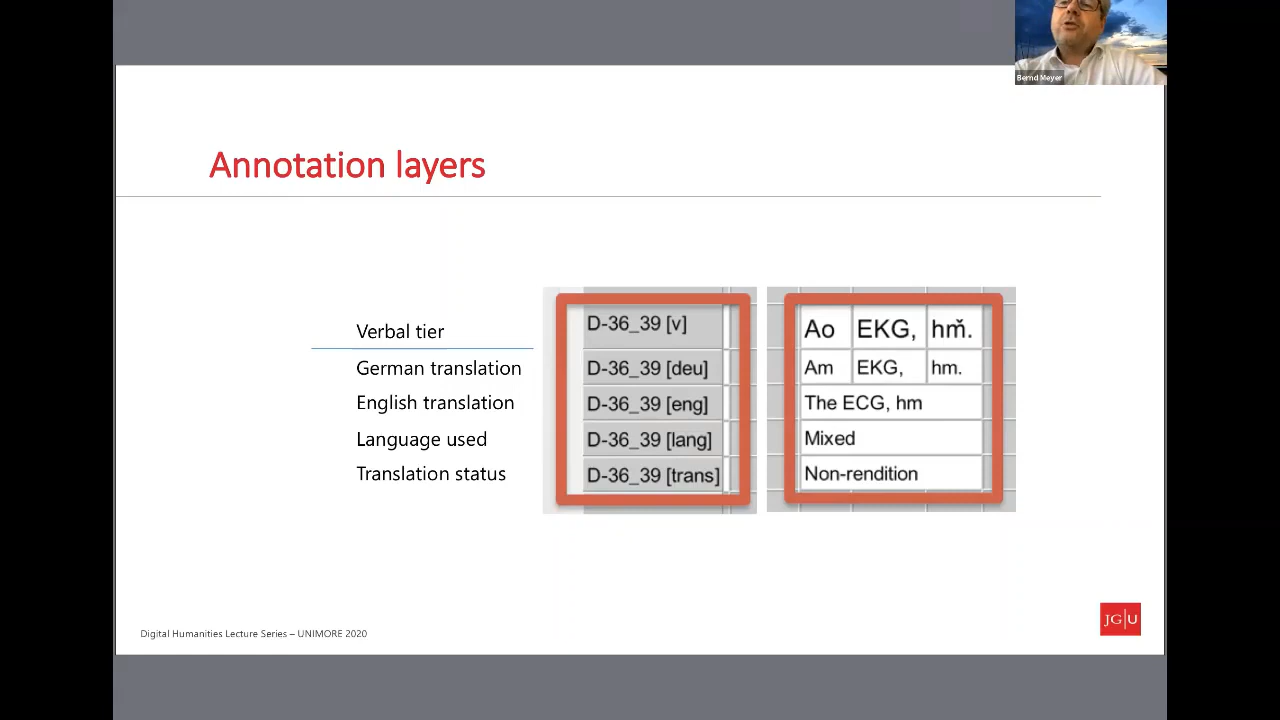 Bernd Meyer
Annotation layers
Verbal tier
D-36_39 [v]
Ao EKG, hm̌.
German translation
D-36_39 [deu]
Am EKG, hm.
English translation
D-36_39 [eng]
The ECG, hm
Language used
D-36_39 [lang]
Mixed
Translation status
D-36_39 [trans]
Non-rendition
Digital Humanities Lecture Series – UNIMORE 2020
JG|U